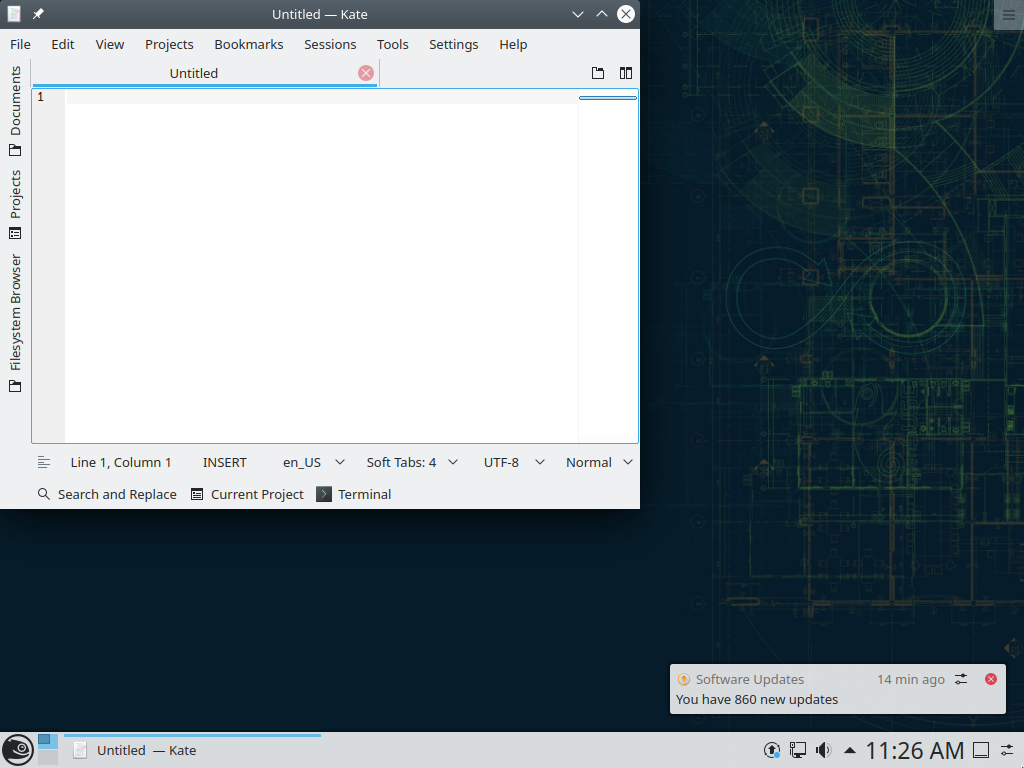 Untitled — Kate
File Edit View Projects Bookmarks Sessions Tools Settings Help
Untitled
Documents
Projects
Filesystem Browser
1
Line 1, Column 1 INSERT en_US Soft Tabs: 4 UTF-8 Normal
Search and Replace Current Project Terminal
Software Updates 14 min ago
You have 860 new updates
Untitled — Kate 11:26 AM